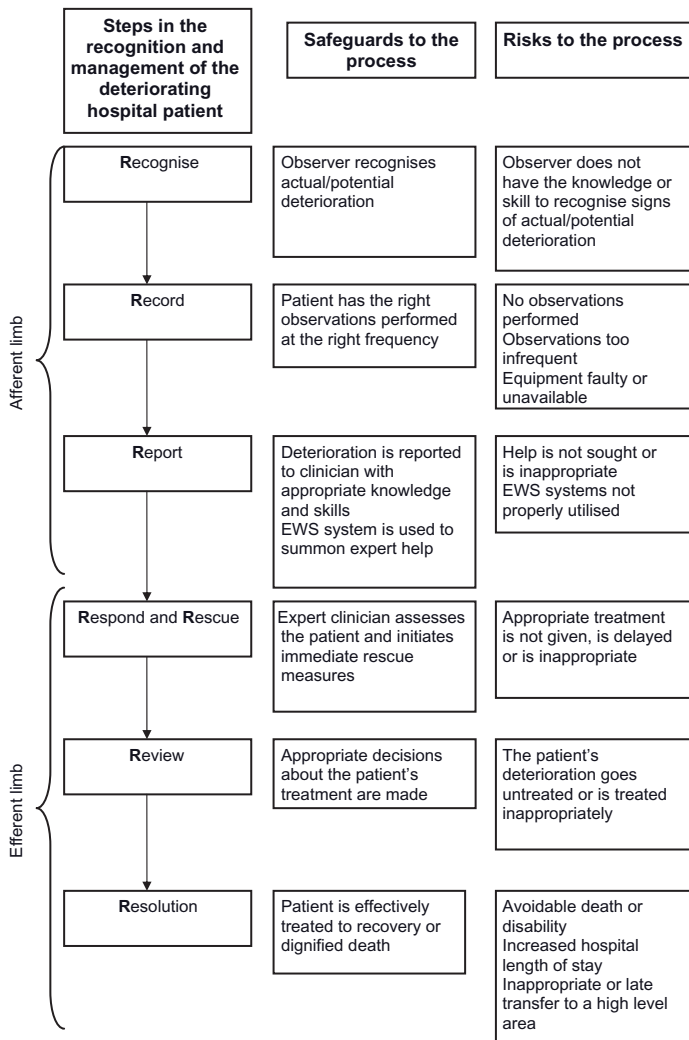 Steps in the
recognition and
management of the
deteriorating
hospital patient
Safeguards to the
process
Risks to the process
Afferent limb
Recognise
Observer recognises
actual/potential
deterioration
Observer does not
have the knowledge or
skill to recognise signs
of actual/potential
deterioration
Record
Patient has the right
observations performed
at the right frequency
No observations
performed
Observations too
infrequent
Equipment faulty or
unavailable
Report
Deterioration is reported
to clinician with
appropriate knowledge
and skills
EWS system is used to
summon expert help
Help is not sought or
is inappropriate
EWS systems not
properly utilised
Efferent limb
Respond and Rescue
Expert clinician assesses
the patient and initiates
immediate rescue
measures
Appropriate treatment
is not given, is delayed
or is inappropriate
Review
Appropriate decisions
about the patient's
treatment are made
The patient's
deterioration goes
untreated or is treated
inappropriately
Resolution
Patient is effectively
treated to recovery or
dignified death
Avoidable death or
disability
Increased hospital
length of stay
Inappropriate or late
transfer to a high level
area